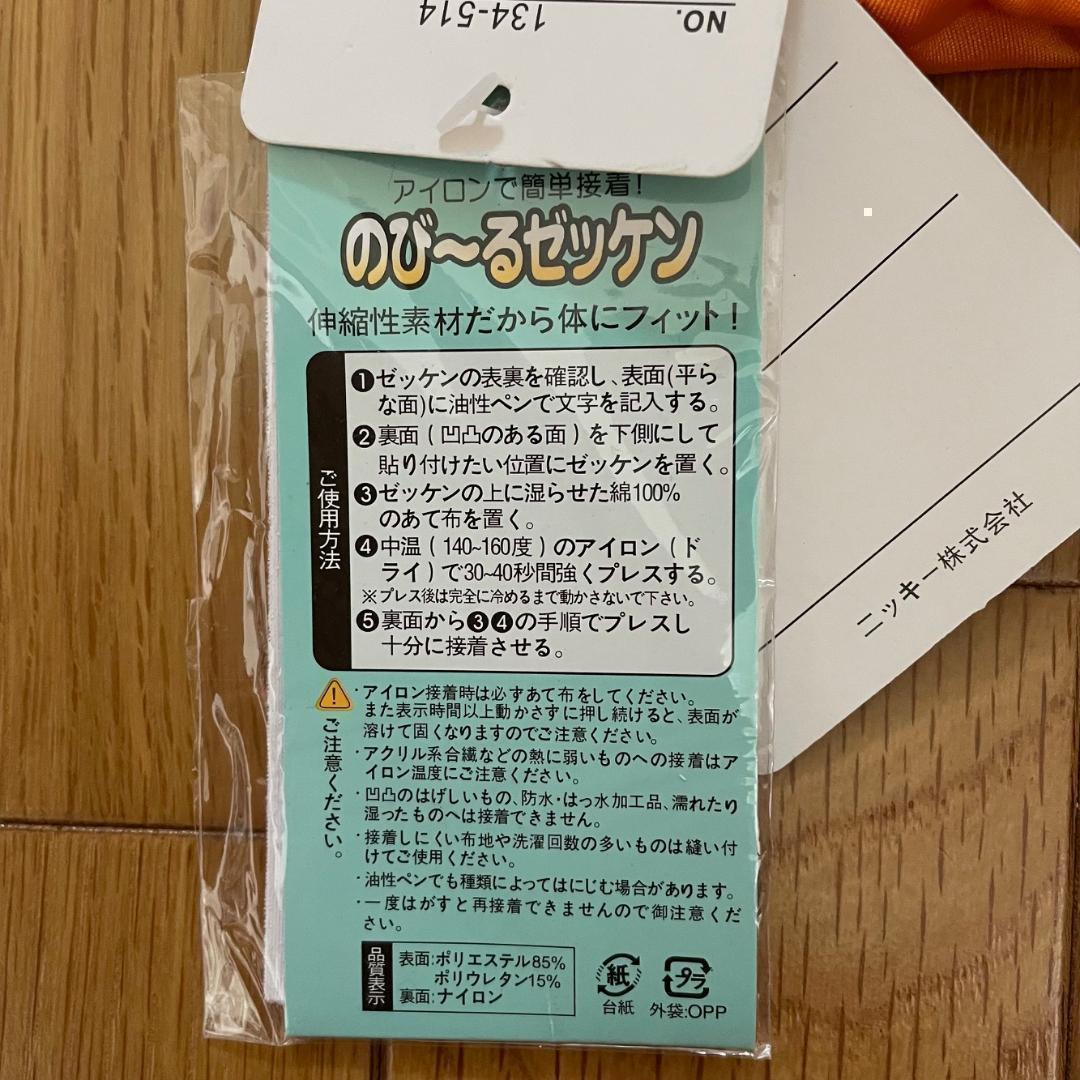 NO. 134-514
アイロンで簡単接着!
のび〜るゼッケン
伸縮性素材だから体にフィット!
ご使用方法
❶ゼッケンの表裏を確認し、表面(平ら
な面)に油性ペンで文字を記入する。
❷裏面(凹凸のある面)を下側にして
貼り付けたい位置にゼッケンを置く。
❸ゼッケンの上に湿らせた綿100%
のあて布を置く。
❹中温(140~160度)のアイロン(ド
ライ)で30~40秒間強くプレスする。
※プレス後は完全に冷めるまで動かさないで下さい。
❺裏面から❸❹の手順でプレスし
十分に接着させる。
ご注意ください。
・アイロン接着時は必ずあて布をしてください。
また表示時間以上動かさずに押し続けると、表面が
溶けて固くなりますのでご注意ください。
・アクリル系合繊などの熱に弱いものへの接着はア
イロン温度にご注意ください。
・凹凸のはげしいもの、防水・はっ水加工品、濡れたり
湿ったものへは接着できません。
・接着しにくい布地や洗濯回数の多いものは縫い付
けてご使用ください。
・油性ペンでも種類によってはにじむ場合があります。
・一度はがすと再接着できませんので御注意くだ
さい。
品質表示
表面:ポリエステル85%
ポリウレタン15%
裏面:ナイロン
紙
台紙
プラ
外袋:OPP
ニッキー株式会社